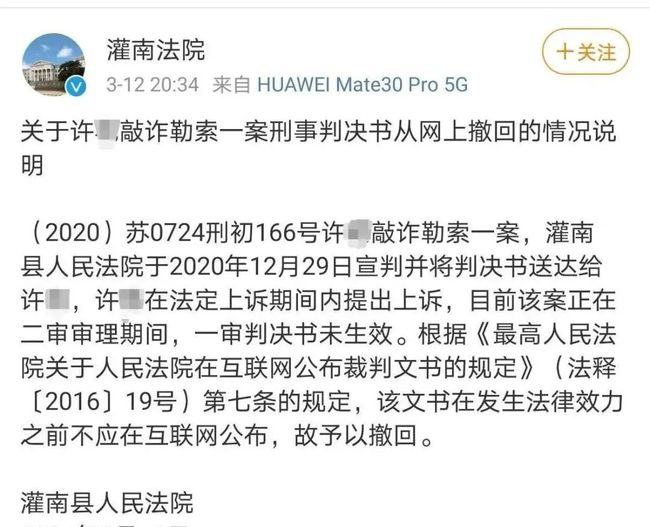 灌南法院
＋关注
3-12 20:34 来自 HUAWEI Mate30 Pro 5G
关于许敲诈勒索一案刑事判决书从网上撤回的情况说
明
（2020）苏0724刑初166号许敲诈勒索一案，灌南
县人民法院于2020年12月29日宣判并将判决书送达给
许，许在法定上诉期间内提出上诉，目前该案正在
二审审理期间，一审判决书未生效。根据《最高人民法
院关于人民法院在互联网公布裁判文书的规定》（法释
〔2016〕19号）第七条的规定，该文书在发生法律效力
之前不应在互联网公布，故予以撤回。
灌南县人民法院